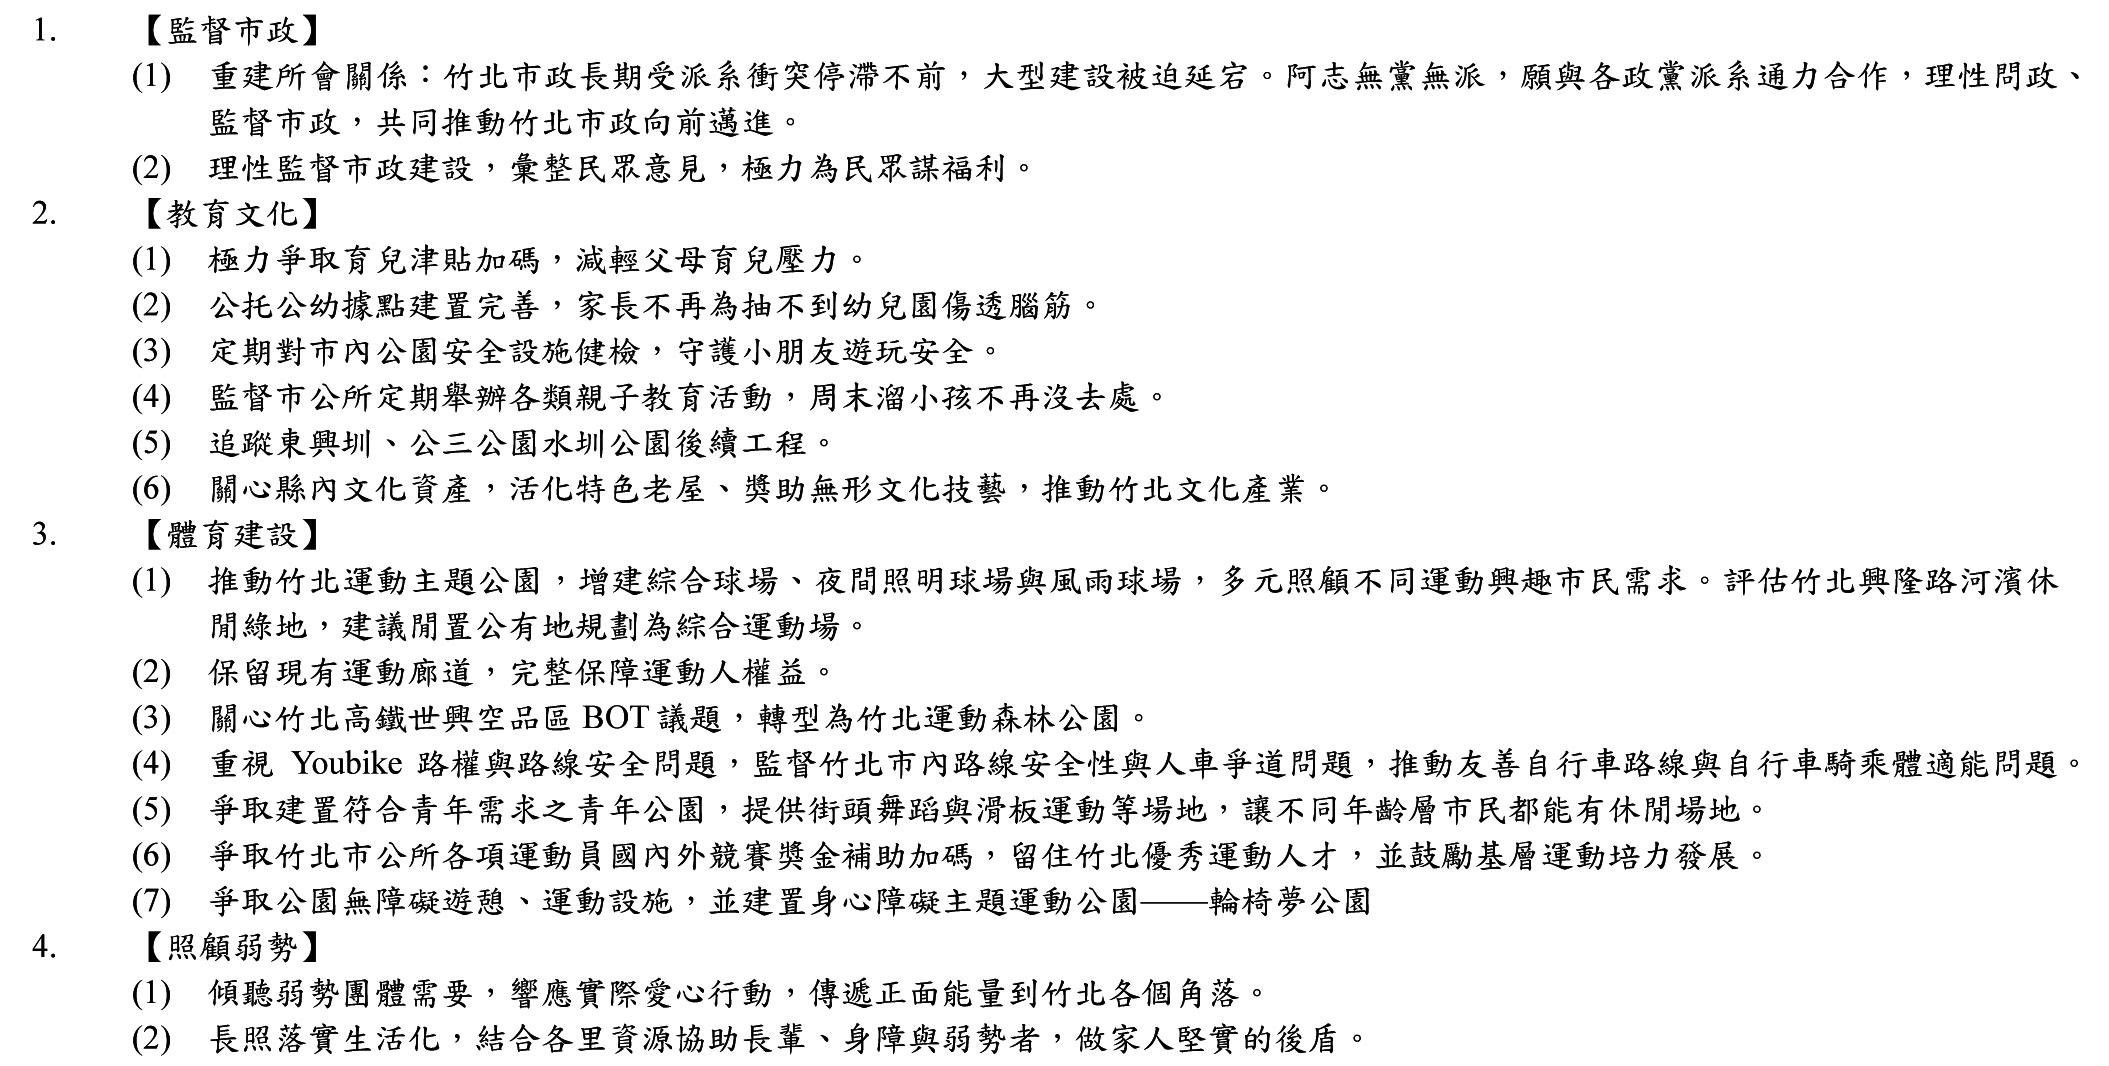 1. 【監督市政】
(1) 重建所會關係：竹北市政長期受派系衝突停滯不前，大型建設被迫延宕。阿志無黨無派，願與各政黨派系通力合作，理性問政、
監督市政，共同推動竹北市政向前邁進。
(2) 理性監督市政建設，彙整民眾意見，極力為民眾謀福利。
2. 【教育文化】
(1) 極力爭取育兒津貼加碼，減輕父母育兒壓力。
(2) 公托公幼據點建置完善，家長不再為抽不到幼兒園傷透腦筋。
(3) 定期對市內公園安全設施健檢，守護小朋友遊玩安全。
(4) 監督市公所定期舉辦各類親子教育活動，周末溜小孩不再沒去處。
(5) 追蹤東興圳、公三公園水圳公園後續工程。
(6) 關心縣內文化資產，活化特色老屋、獎助無形文化技藝，推動竹北文化產業。
3. 【體育建設】
(1) 推動竹北運動主題公園，增建綜合球場、夜間照明球場與風雨球場，多元照顧不同運動興趣市民需求。評估竹北興隆路河濱休
閒綠地，建議閒置公有地規劃為綜合運動場。
(2) 保留現有運動廊道，完整保障運動人權益。
(3) 關心竹北高鐵世興空品區 BOT 議題，轉型為竹北運動森林公園。
(4) 重視 Youbike 路權與路線安全問題，監督竹北市內路線安全性與人車爭道問題，推動友善自行車路線與自行車騎乘體適能問題。
(5) 爭取建置符合青年需求之青年公園，提供街頭舞蹈與滑板運動等場地，讓不同年齡層市民都能有休閒場地。
(6) 爭取竹北市公所各項運動員國內外競賽獎金補助加碼，留住竹北優秀運動人才，並鼓勵基層運動培力發展。
(7) 爭取公園無障礙遊憩、運動設施，並建置身心障礙主題運動公園——輪椅夢公園
4. 【照顧弱勢】
(1) 傾聽弱勢團體需要，響應實際愛心行動，傳遞正面能量到竹北各個角落。
(2) 長照落實生活化，結合各里資源協助長輩、身障與弱勢者，做家人堅實的後盾。